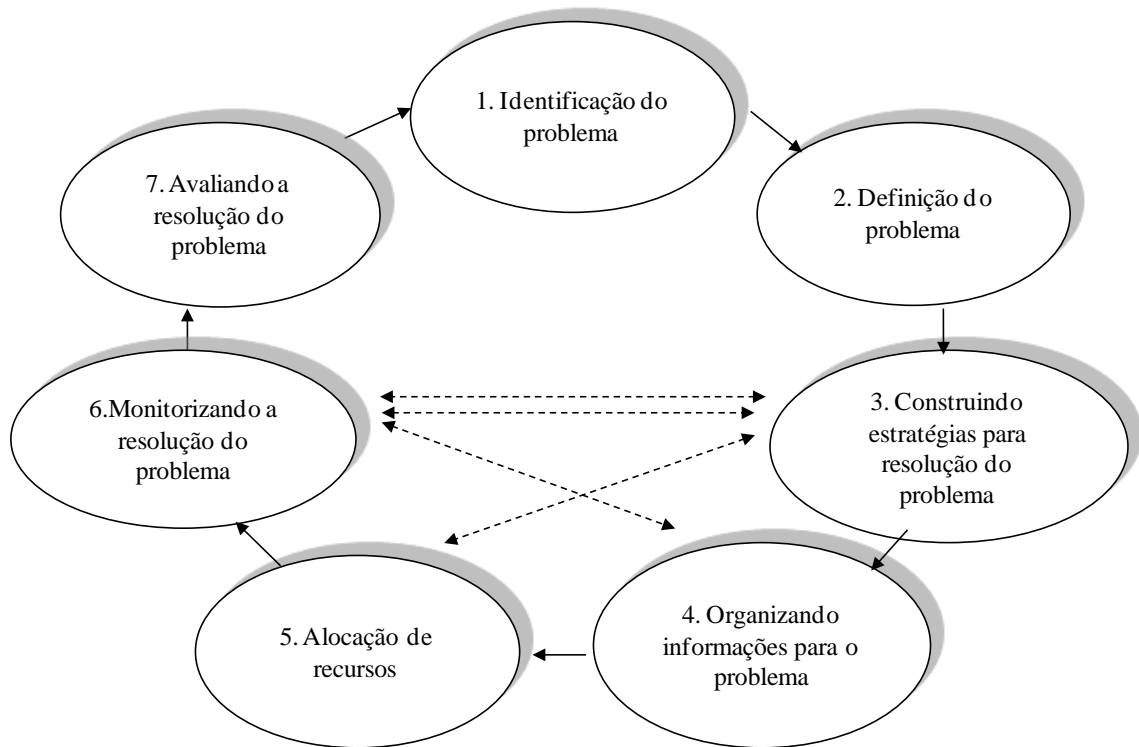 1. Identificação do
problema
2. Definição do
problema
3. Construindo
estratégias para
resolução do
problema
4. Organizando
informações para o
problema
5. Alocação de
recursos
6.Monitorizando a
resolução do
problema
7. Avaliando a
resolução do
problema